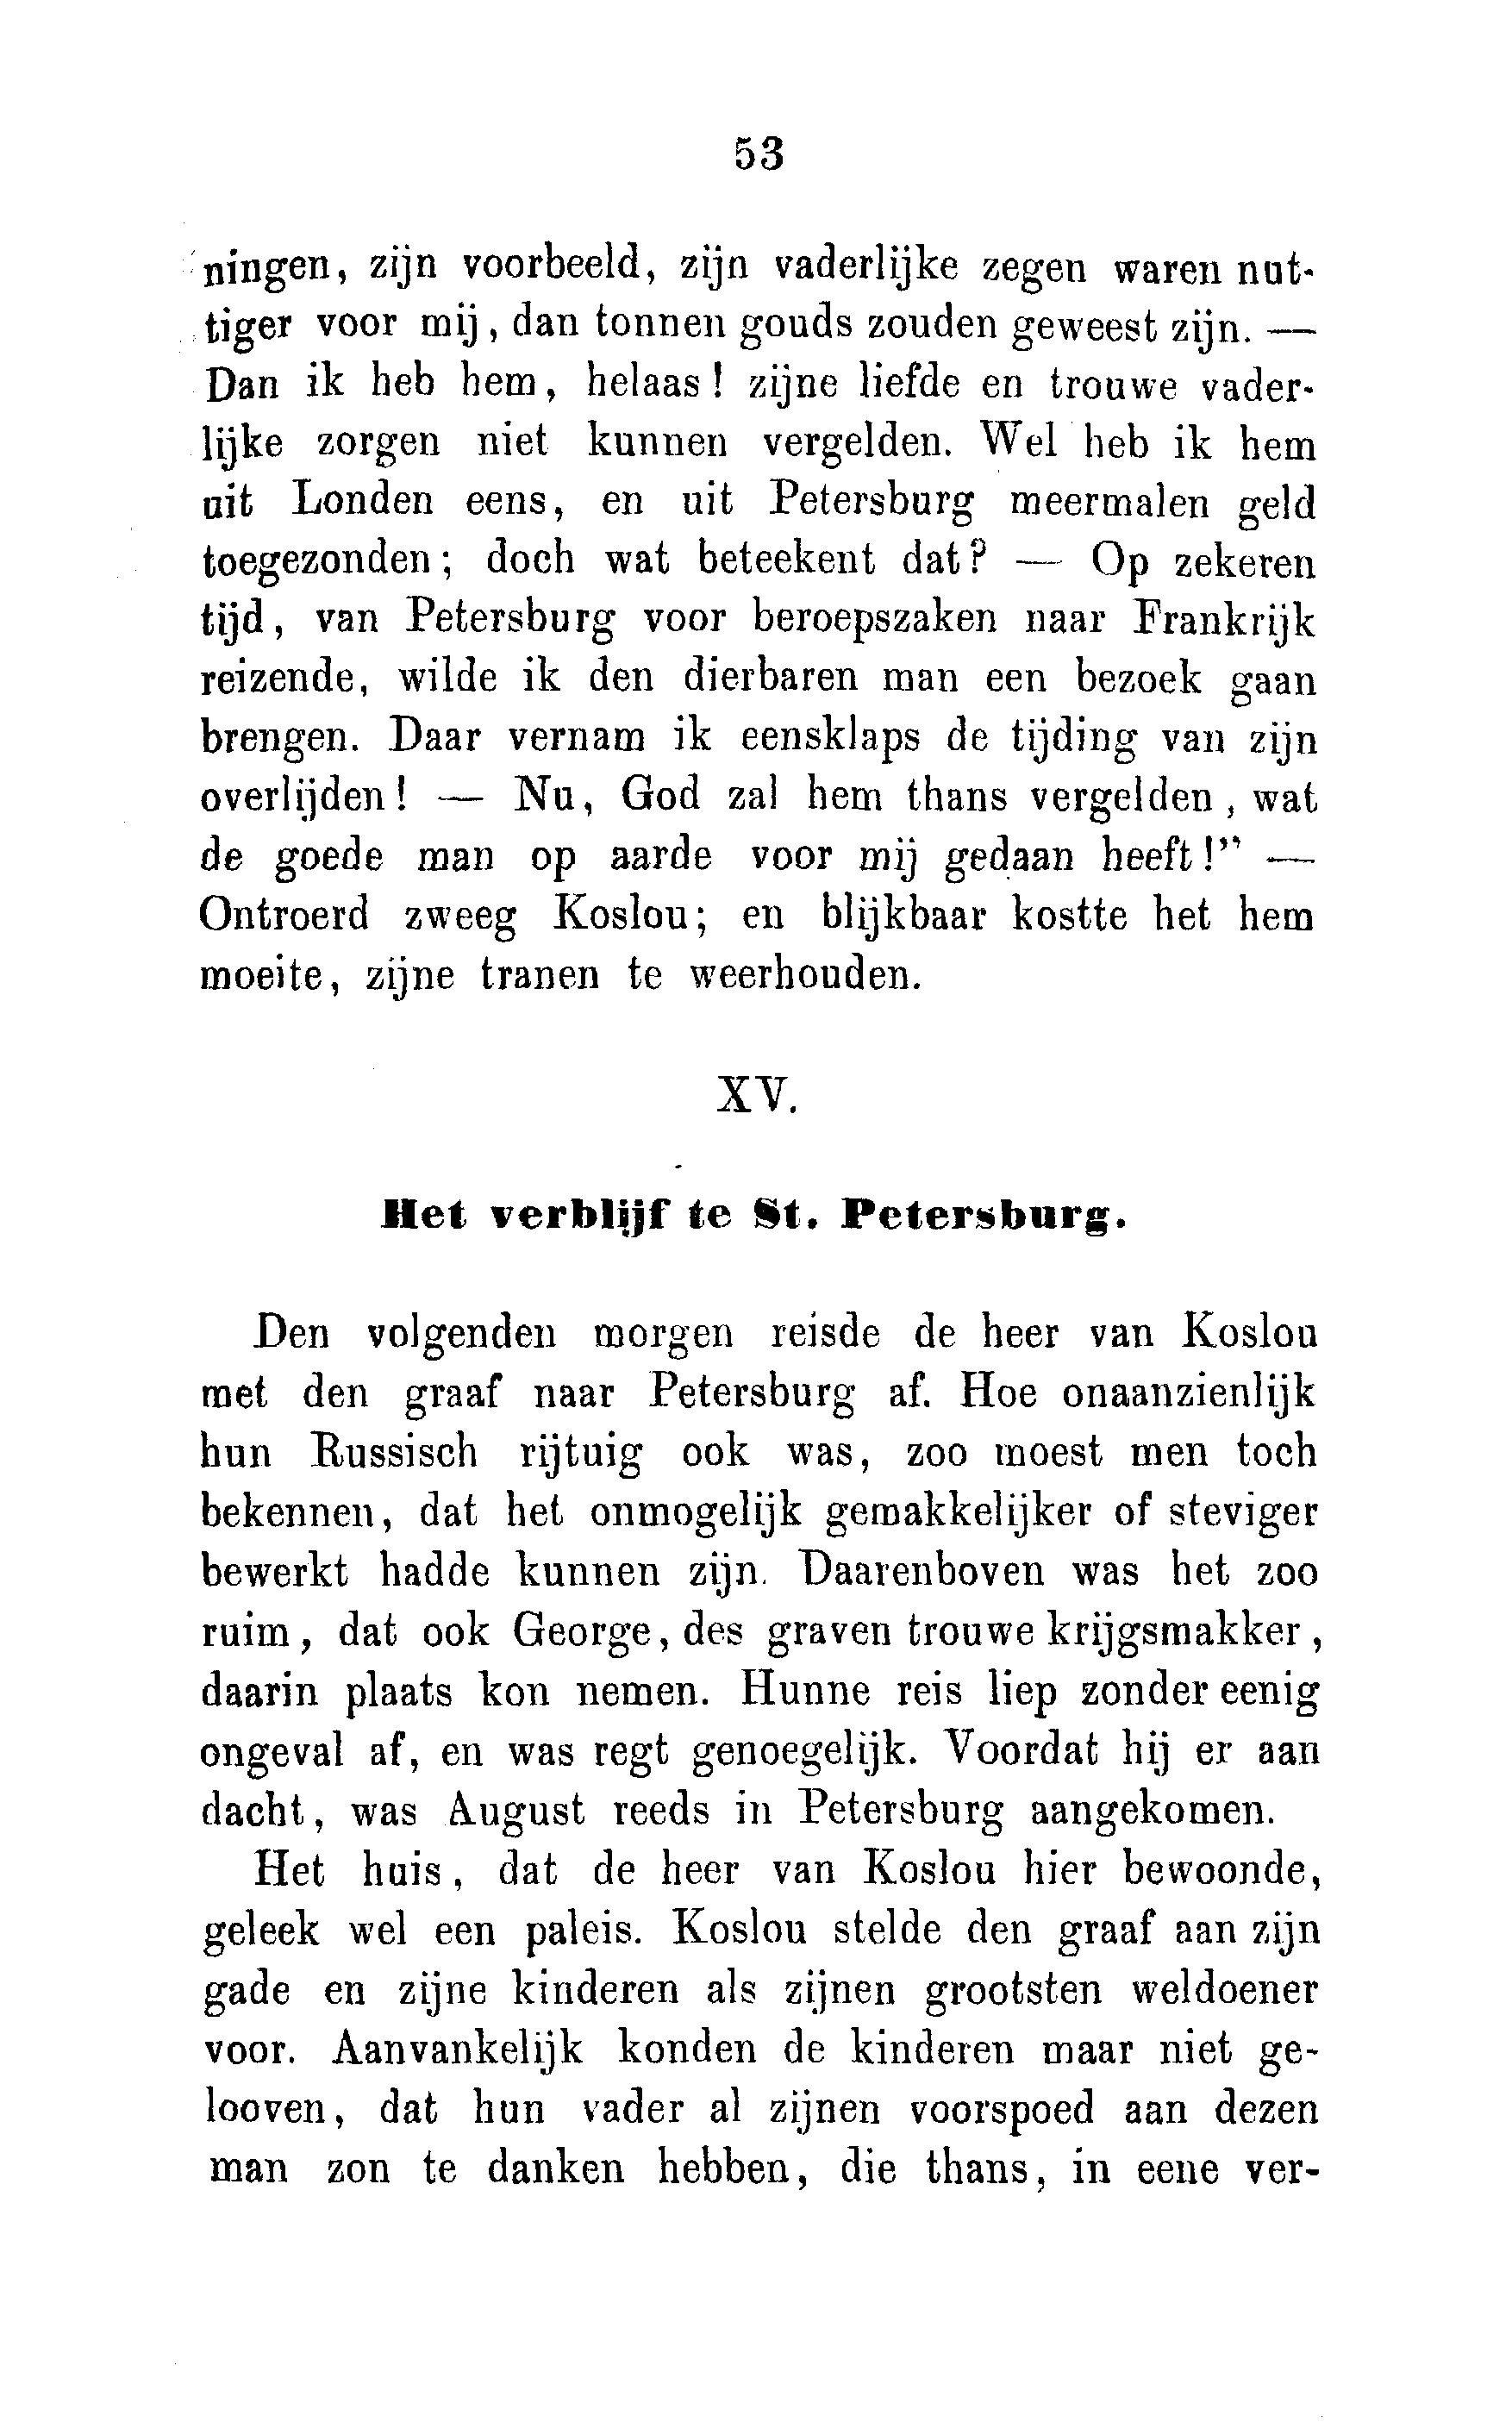 53
ningen, zijn voorbeeld, zijn vaderlijke zegen waren nut-
tiger voor mij, dan tonnen gouds zouden geweest zijn. —
Dan ik heb hem, helaas! zijne liefde en trouwe vader-
lijke zorgen niet kunnen vergelden. Wel heb ik hem
uit Londen eens, en uit Petersburg meermalen geld
toegezonden; doch wat beteekent dat? — Op zekeren
tijd, van Petersburg voor beroepszaken naar Frankrijk
reizende, wilde ik den dierbaren man een bezoek gaan
brengen. Daar vernam ik eensklaps de tijding van zijn
overlijden! — Nu, God zal hem thans vergelden, wat
de goede man op aarde voor mij gedaan heeft!” —
Ontroerd zweeg Koslou; en blijkbaar kostte het hem
moeite, zijne tranen te weerhouden.
XV.
Het verblijf te St. Petersburg.
Den volgenden morgen reisde de heer van Koslou
met den graaf naar Petersburg af. Hoe onaanzienlijk
hun Russisch rijtuig ook was, zoo moest men toch
bekennen, dat het onmogelijk gemakkelijker of steviger
bewerkt hadde kunnen zijn. Daarenboven was het zoo
ruim, dat ook George, des graven trouwe krijgsmakker,
daarin plaats kon nemen. Hunne reis liep zonder eenig
ongeval af, en was regt genoegelijk. Voordat hij er aan
dacht, was August reeds in Petersburg aangekomen.
Het huis, dat de heer van Koslou hier bewoonde,
geleek wel een paleis. Koslou stelde den graaf aan zijn
gade en zijne kinderen als zijnen grootsten weldoener
voor. Aanvankelijk konden de kinderen maar niet ge-
looven, dat hun vader al zijnen voorspoed aan dezen
man zon te danken hebben, die thans, in eene ver-